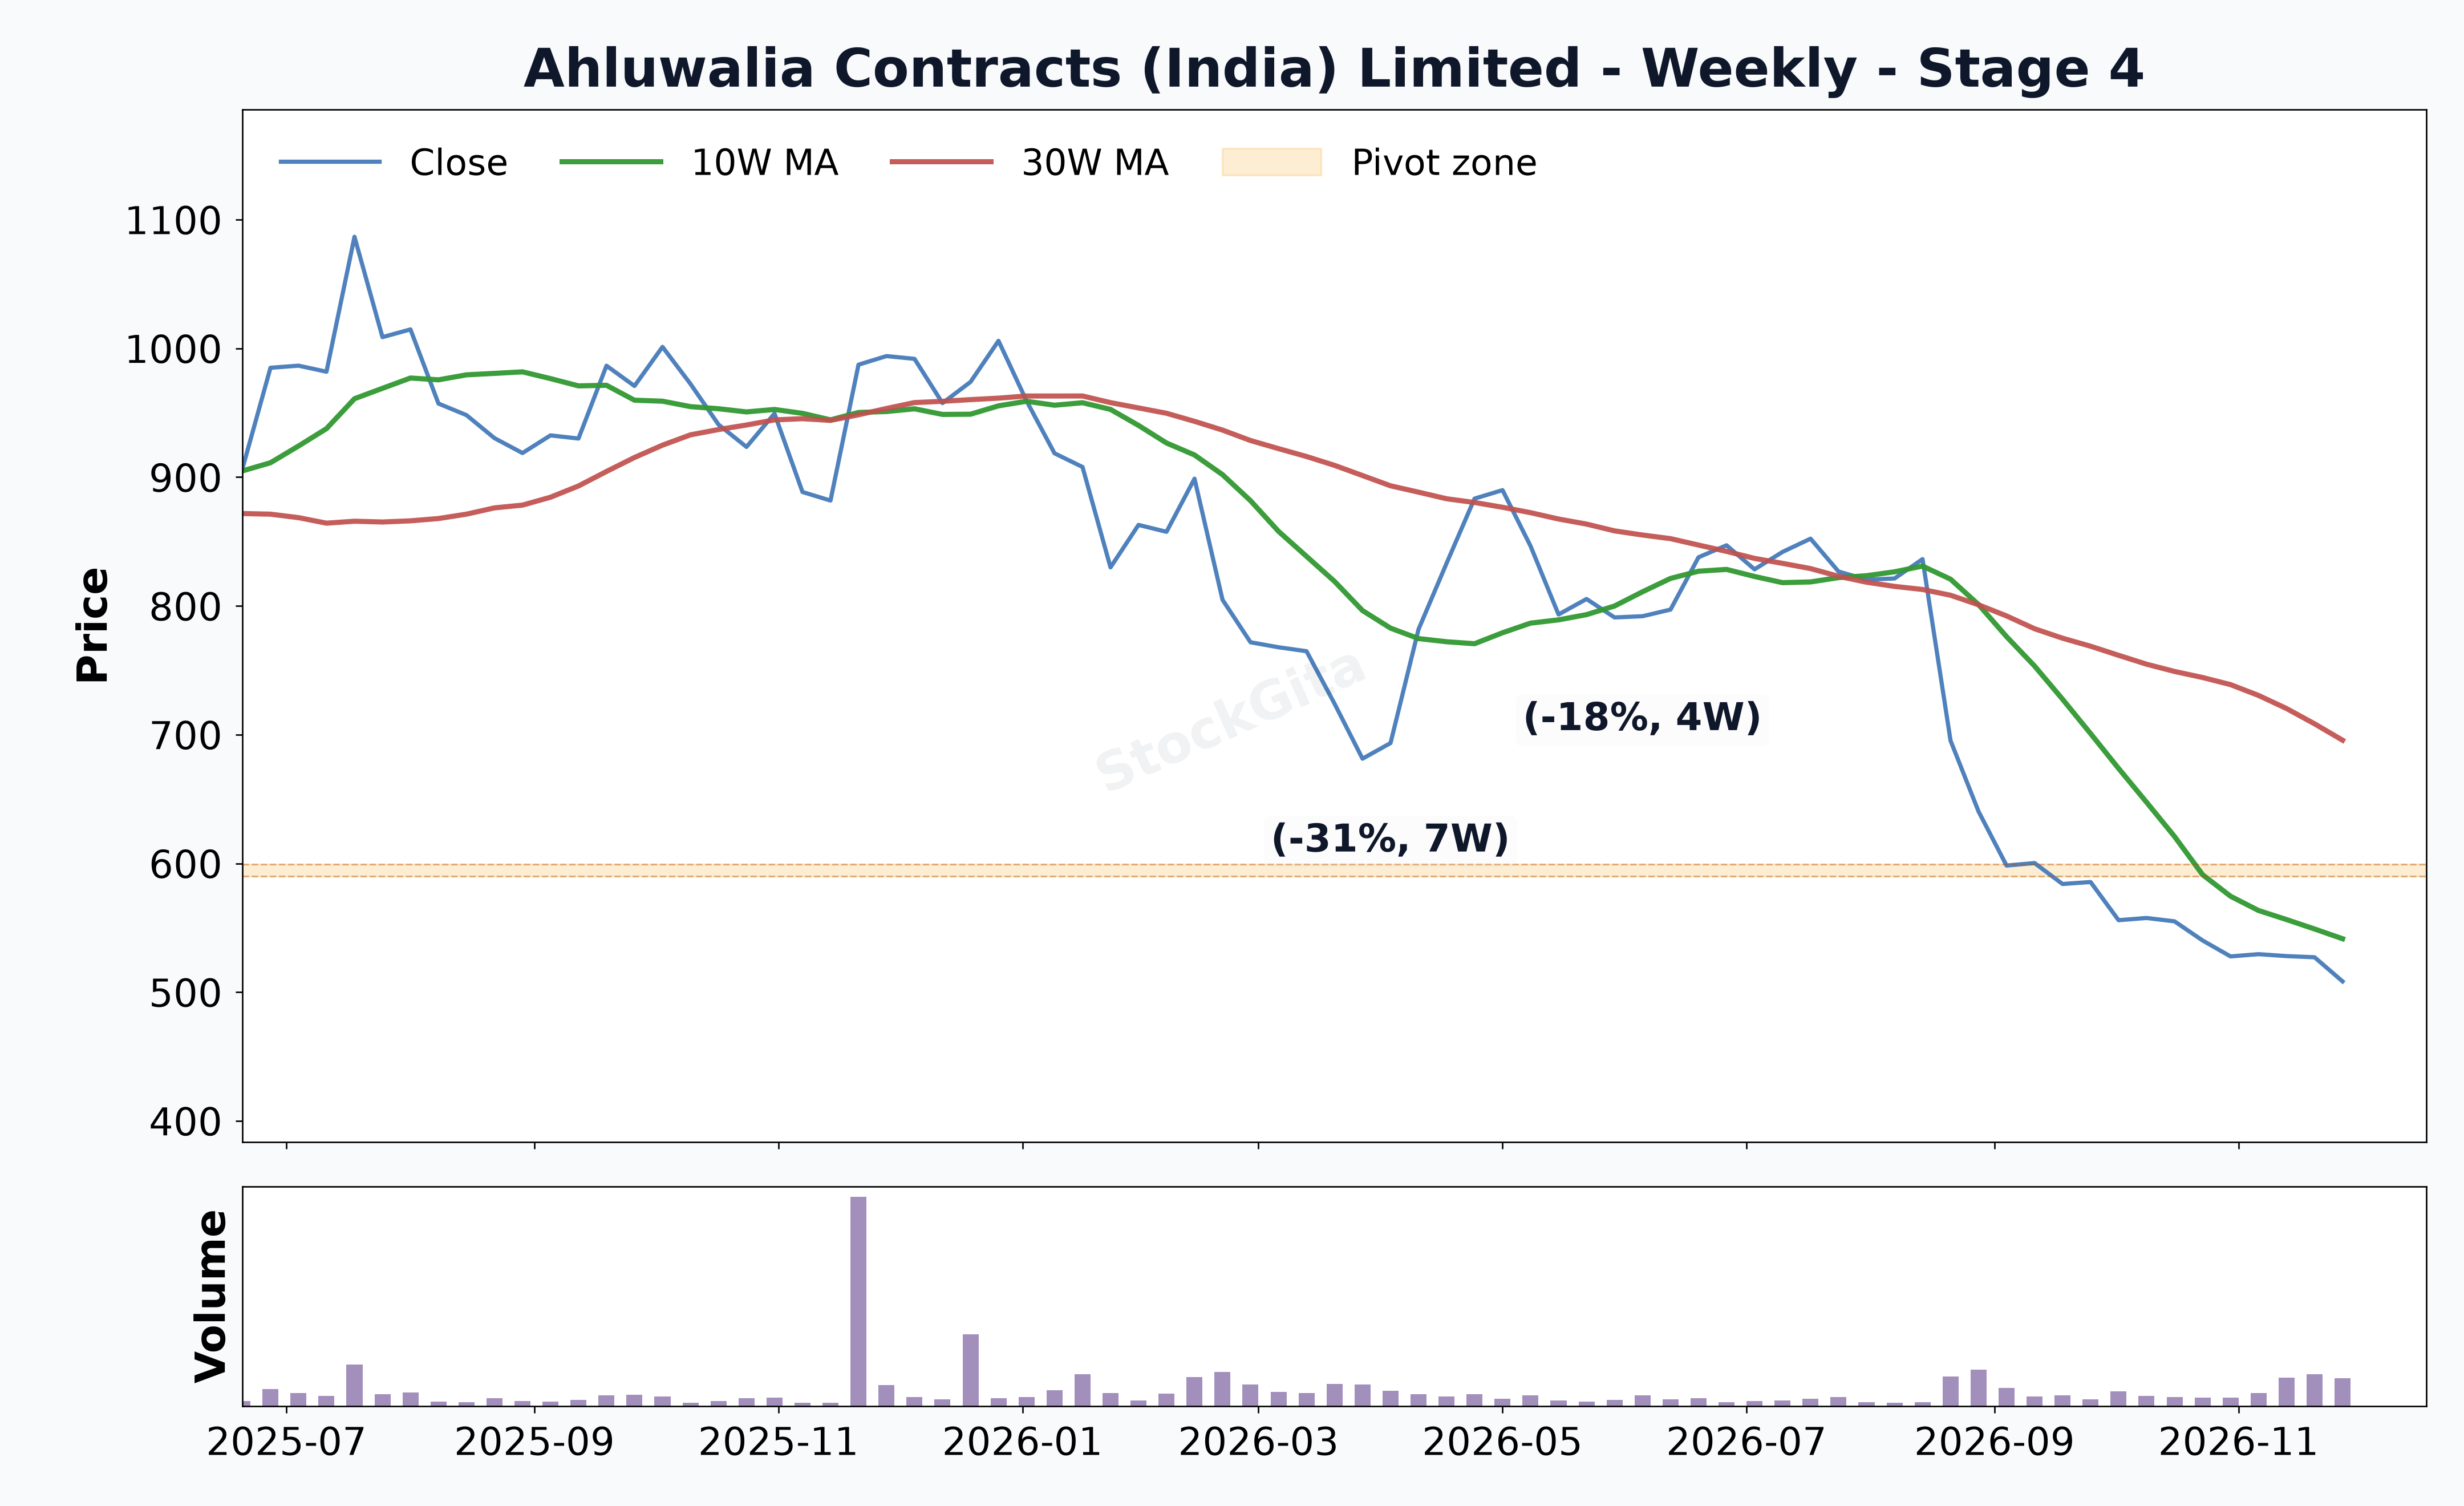 Ahluwalia Contracts (India) Limited - Weekly - Stage 4
Close 10W MA 30W MA Pivot zone
1100
1000
900
800
700
600
500
400
Price
StockGita
(-18%, 4W)
(-31%, 7W)
Volume
2025-07 2025-09 2025-11 2026-01 2026-03 2026-05 2026-07 2026-09 2026-11